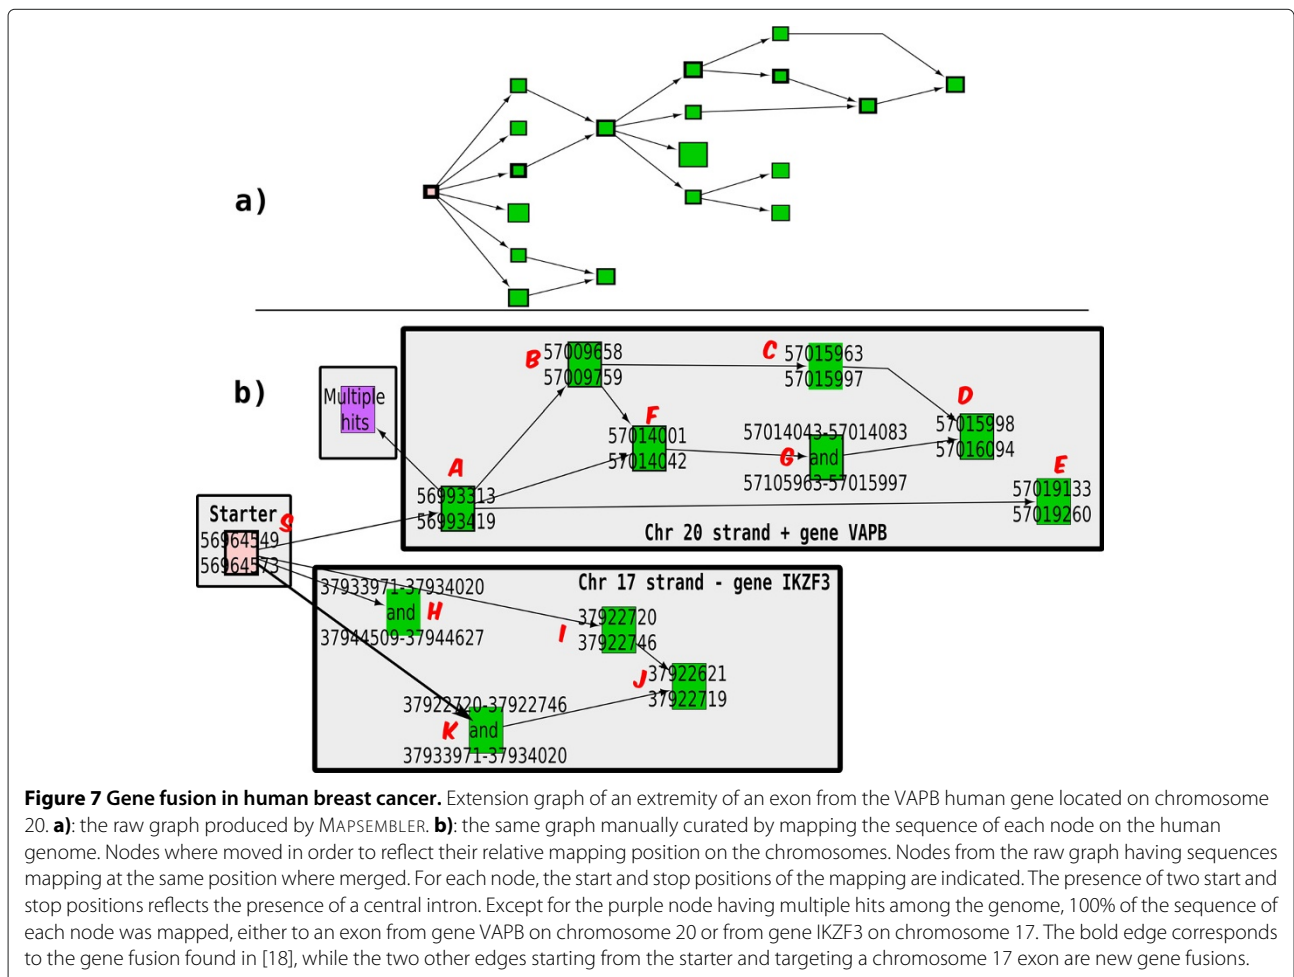 a)
b)
Multiple
hits
B
57009658
57009759
C
57015963
57015997
D
57015998
57016094
F
57014001
57014042
57014043-57014083
G
and
57105963-57015997
A
56993313
56993419
E
57019133
57019260
Chr 20 strand + gene VAPB
Starter
S
56964549
56964573
Chr 17 strand - gene IKZF3
37933971-37934020
and
H
37944509-37944627
I
37922720
37922746
J
37922621
37922719
37922720-37922746
K
and
37933971-37934020
Figure 7 Gene fusion in human breast cancer. Extension graph of an extremity of an exon from the VAPB human gene located on chromosome
20. a): the raw graph produced by MAPSEMBLER. b): the same graph manually curated by mapping the sequence of each node on the human
genome. Nodes where moved in order to reflect their relative mapping position on the chromosomes. Nodes from the raw graph having sequences
mapping at the same position where merged. For each node, the start and stop positions of the mapping are indicated. The presence of two start and
stop positions reflects the presence of a central intron. Except for the purple node having multiple hits among the genome, 100% of the sequence of
each node was mapped, either to an exon from gene VAPB on chromosome 20 or from gene IKZF3 on chromosome 17. The bold edge corresponds
to the gene fusion found in [18], while the two other edges starting from the starter and targeting a chromosome 17 exon are new gene fusions.